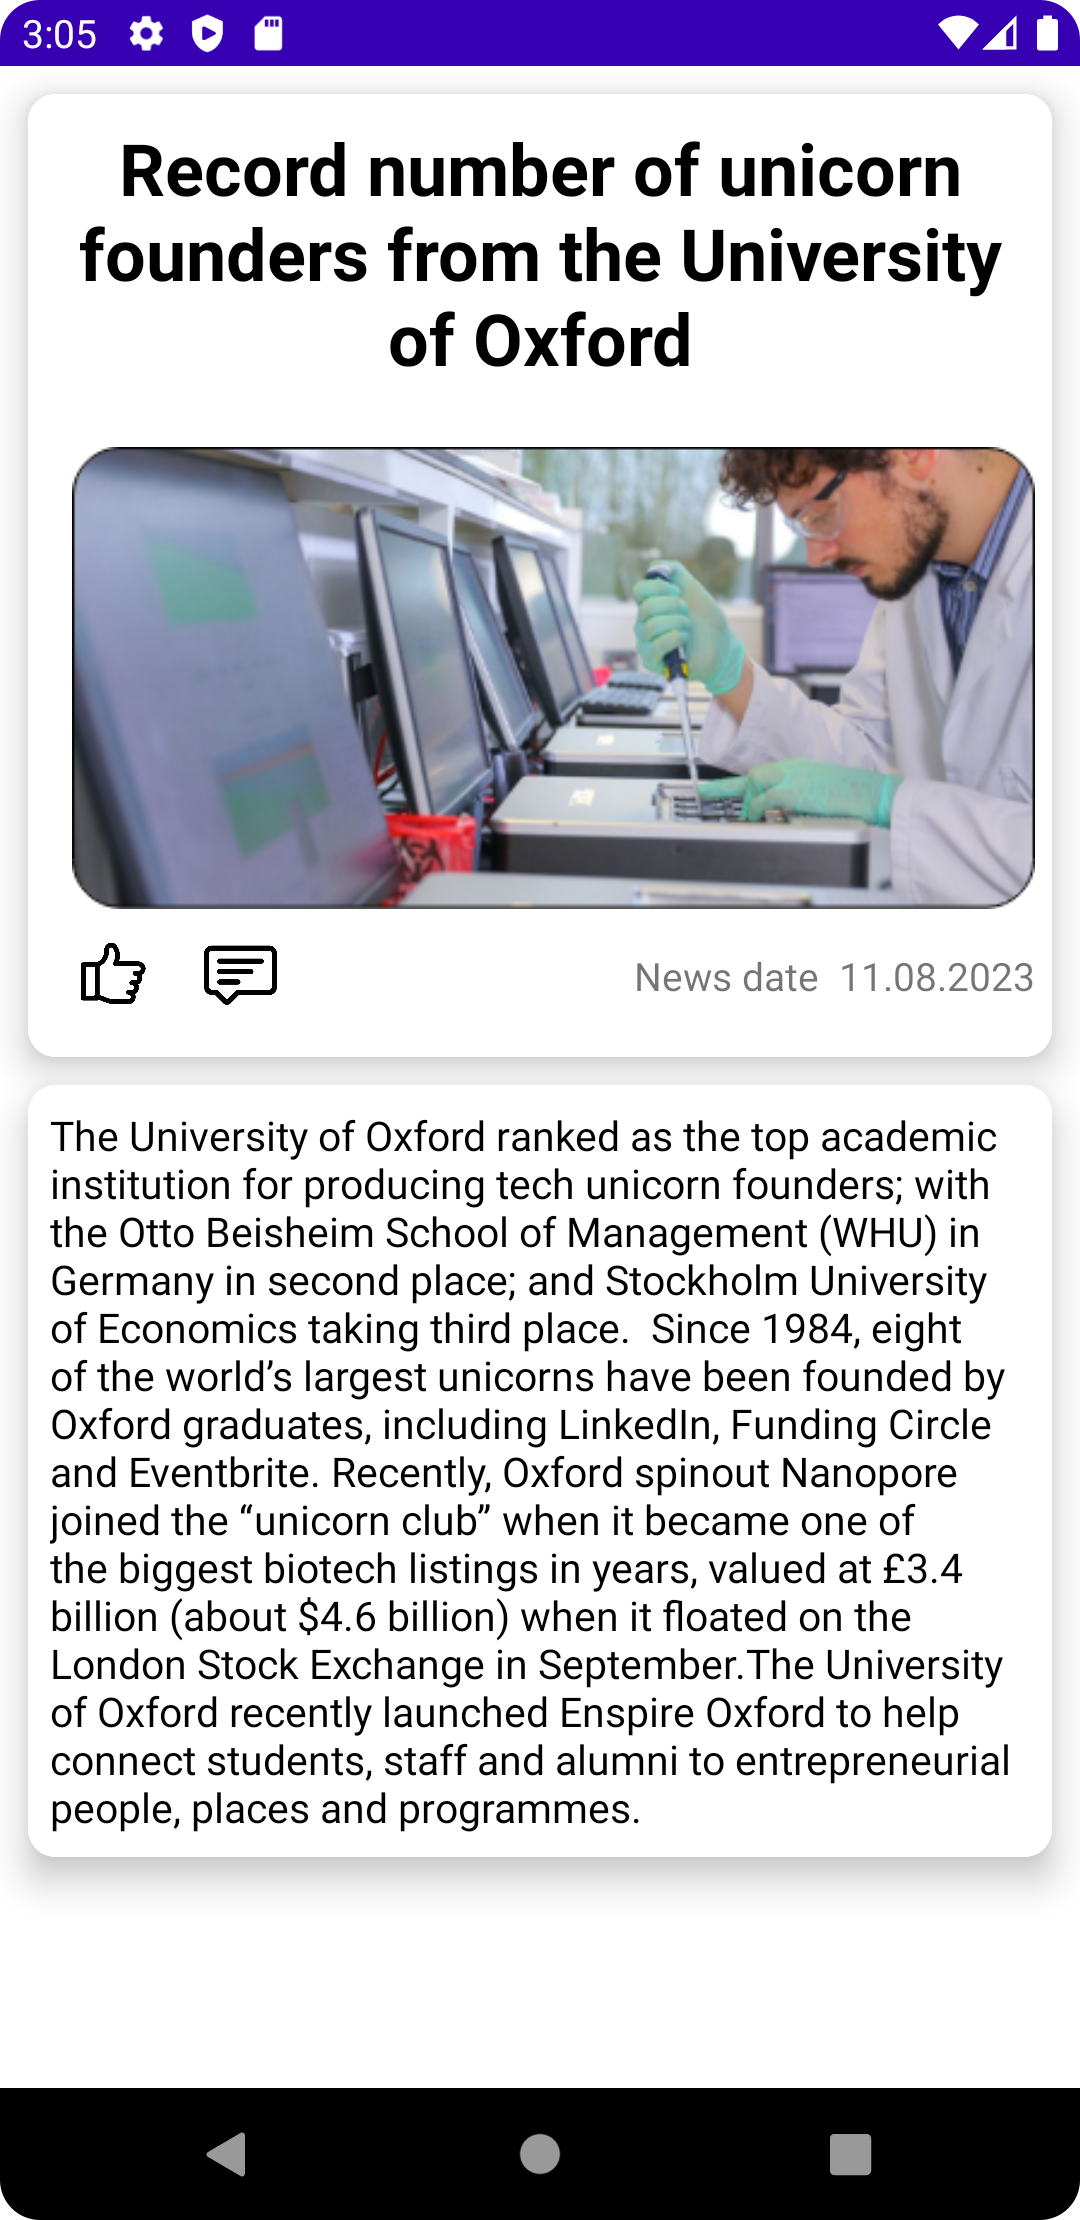 3:05
Record number of unicorn
founders from the University
of Oxford
News date 11.08.2023
The University of Oxford ranked as the top academic
institution for producing tech unicorn founders; with
the Otto Beisheim School of Management (WHU) in
Germany in second place; and Stockholm University
of Economics taking third place.  Since 1984, eight
of the world’s largest unicorns have been founded by
Oxford graduates, including LinkedIn, Funding Circle
and Eventbrite. Recently, Oxford spinout Nanopore
joined the “unicorn club” when it became one of
the biggest biotech listings in years, valued at £3.4
billion (about $4.6 billion) when it floated on the
London Stock Exchange in September.The University
of Oxford recently launched Enspire Oxford to help
connect students, staff and alumni to entrepreneurial
people, places and programmes.